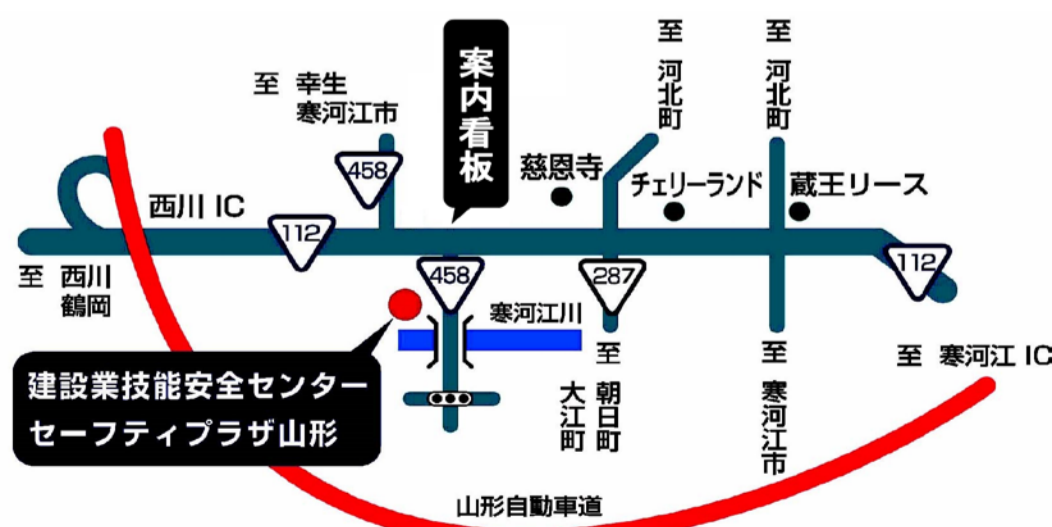 至 幸生
寒河江市
案内看板
至 河北町
至 河北町
458
慈恩寺
チェリーランド
蔵王リース
西川 IC
112
至 西川
鶴岡
458
287
112
寒河江川
建設業技能安全センター
セーフティプラザ山形
至 朝日町
大江町
至 寒河江市
至 寒河江 IC
山形自動車道